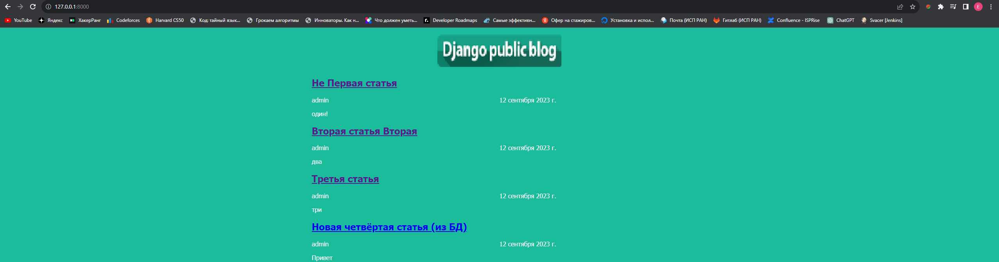 127.0.0.1:8000
E
YouTube Яндекс ХакерРанг Codeforces Harvard CS50 Код: тайный язык... Грокаем алгоритмы Инноваторы. Как н... Что должен уметь... Developer Roadmaps Самые эффективн... Офер на стажиров... Установка и испол... Почта (ИСП РАН) Гитлаб (ИСП РАН) Confluence - ISPRise ChatGPT Svacer [Jenkins]
Django public blog
Не Первая статья
admin 12 сентября 2023 г.
один!
Вторая статья Вторая
admin 12 сентября 2023 г.
два
Третья статья
admin 12 сентября 2023 г.
три
Новая четвёртая статья (из БД)
admin 12 сентября 2023 г.
Привет